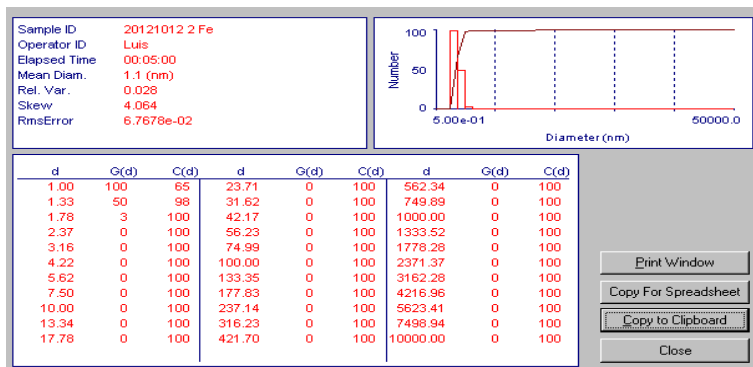 Sample ID 20121012 2 Fe
Operator ID Luis
Elapsed Time 00:05:00
Mean Diam. 1.1 (nm)
Rel. Var. 0.028
Skew 4.064
RmsError 6.7678e-02
Number
100
50
0
5.00e-01 50000.0
Diameter (nm)
d G(d) C(d) d G(d) C(d) d G(d) C(d)
1.00 100 65 23.71 0 100 562.34 0 100
1.33 50 98 31.62 0 100 749.89 0 100
1.78 3 100 42.17 0 100 1000.00 0 100
2.37 0 100 56.23 0 100 1333.52 0 100
3.16 0 100 74.99 0 100 1778.28 0 100
4.22 0 100 100.00 0 100 2371.37 0 100
5.62 0 100 133.35 0 100 3162.28 0 100
7.50 0 100 177.83 0 100 4216.96 0 100
10.00 0 100 237.14 0 100 5623.41 0 100
13.34 0 100 316.23 0 100 7498.94 0 100
17.78 0 100 421.70 0 100 10000.00 0 100
Print Window
Copy For Spreadsheet
Copy to Clipboard
Close